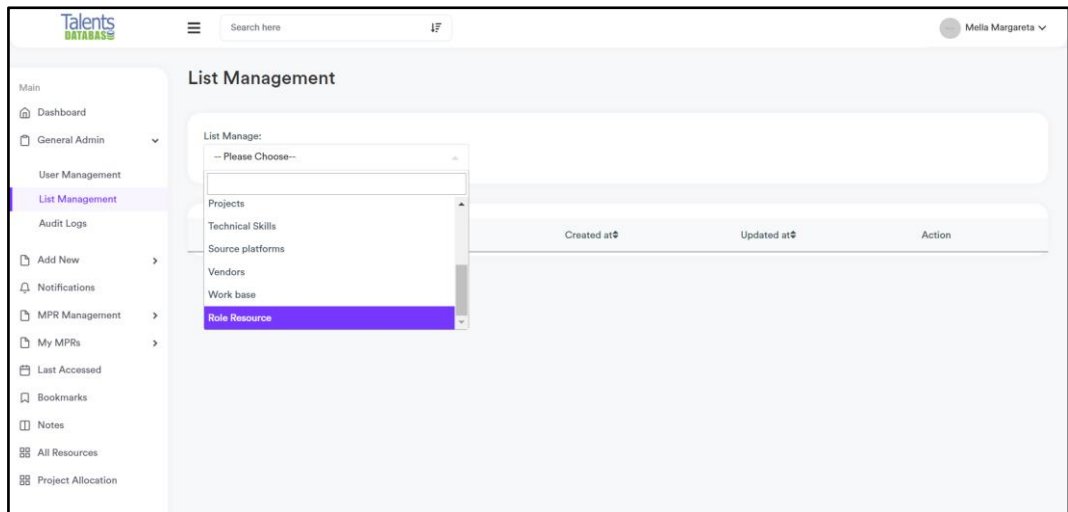 Talents
DATABASE
Search here
Mella Margareta
Main
Dashboard
General Admin
User Management
List Management
Audit Logs
Add New
Notifications
MPR Management
My MPRs
Last Accessed
Bookmarks
Notes
All Resources
Project Allocation
List Management
List Manage:
-- Please Choose--
Projects
Technical Skills
Source platforms
Vendors
Work base
Role Resource
Created at Updated at Action